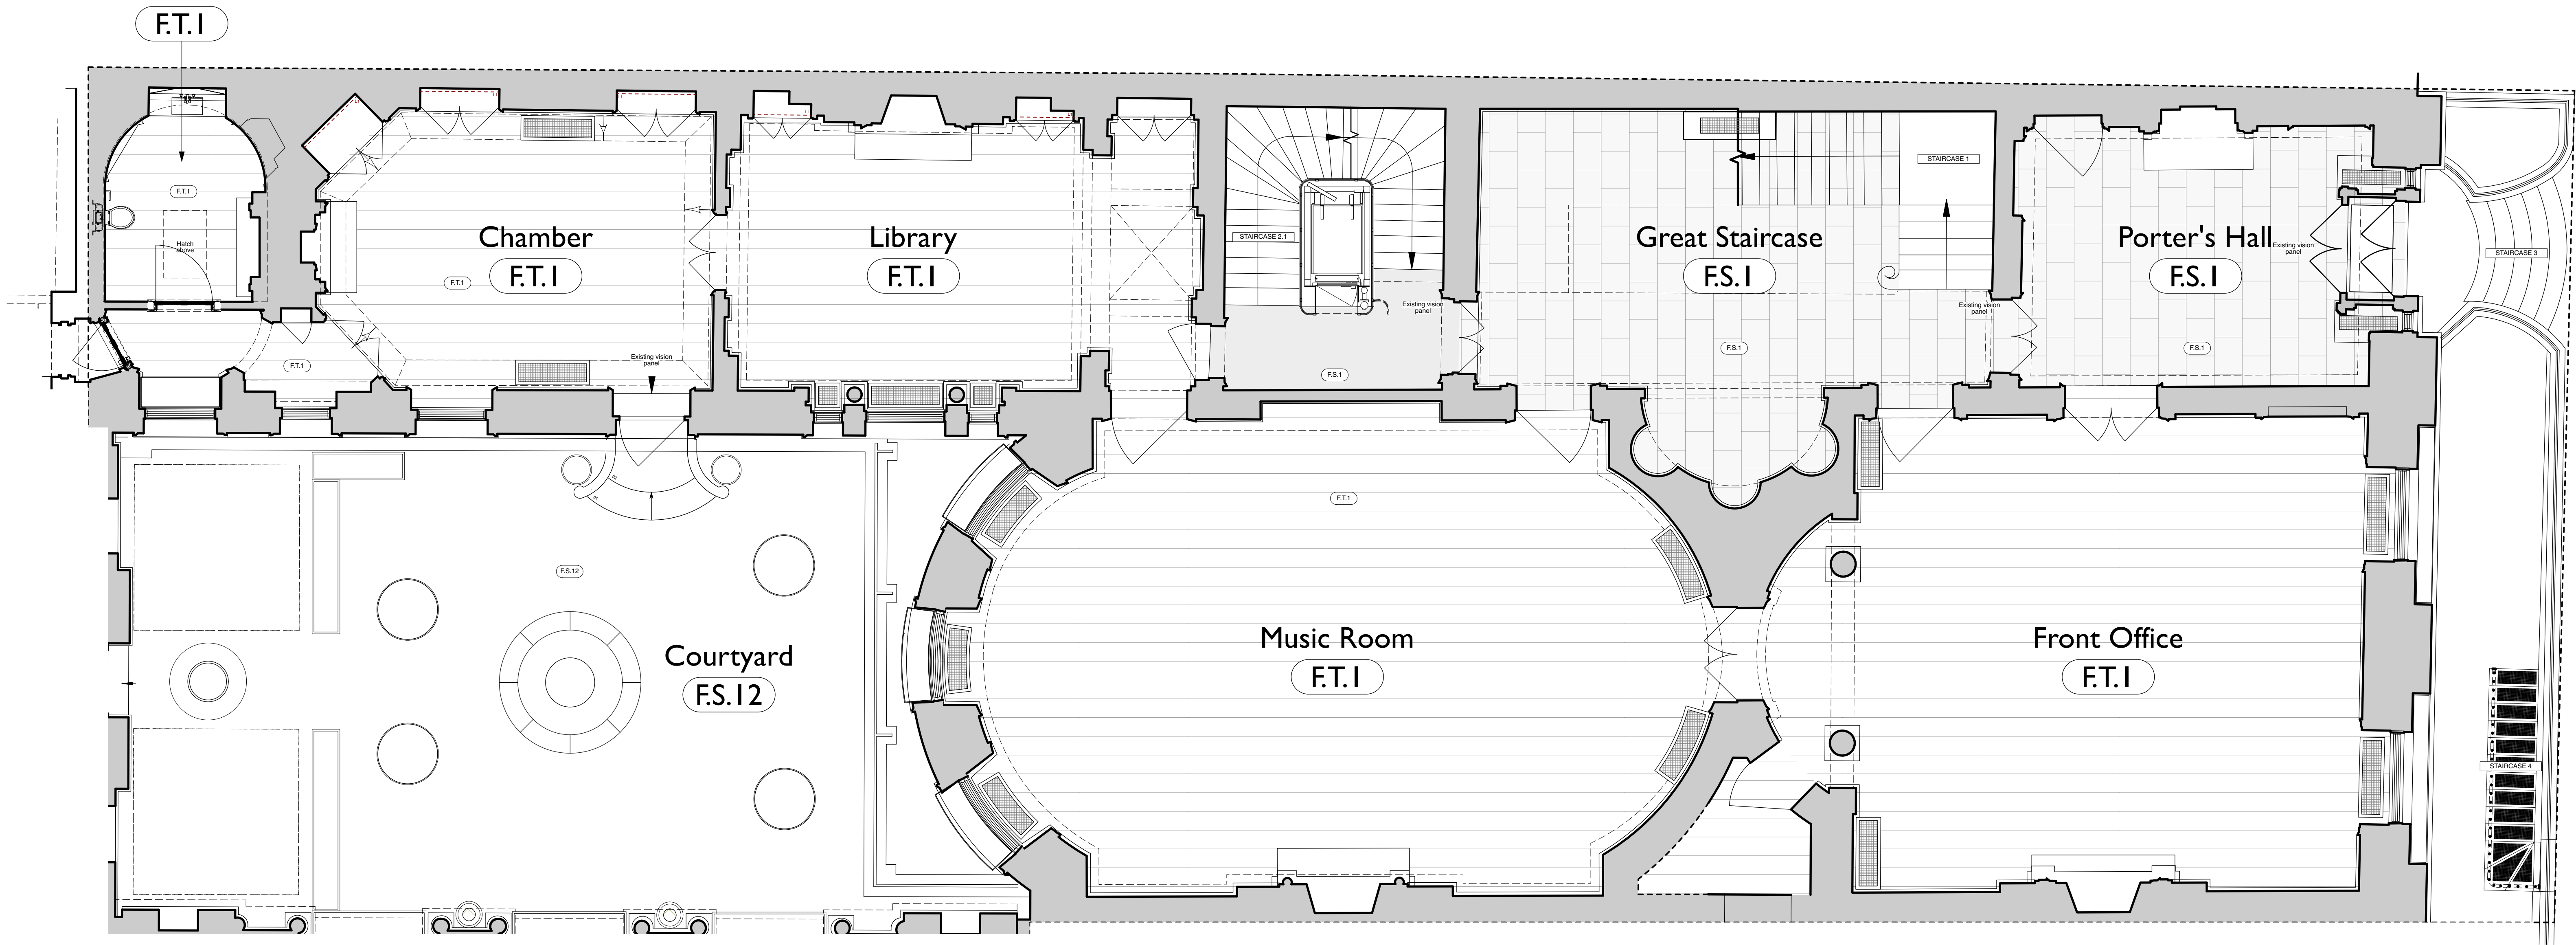 F.T.1
F.T.1
Hatch
above
F.T.1
Chamber
F.T.1
F.T.1
Existing vision
panel
Library
F.T.1
STAIRCASE 2.1
Existing vision
panel
F.S.1
STAIRCASE 1
Great Staircase
F.S.1
F.S.1
Existing vision
panel
Porter's Hall
F.S.1
F.S.1
Existing vision
panel
STAIRCASE 3
01
02
F.S.12
Courtyard
F.S.12
F.T.1
Music Room
F.T.1
Front Office
F.T.1
STAIRCASE 4